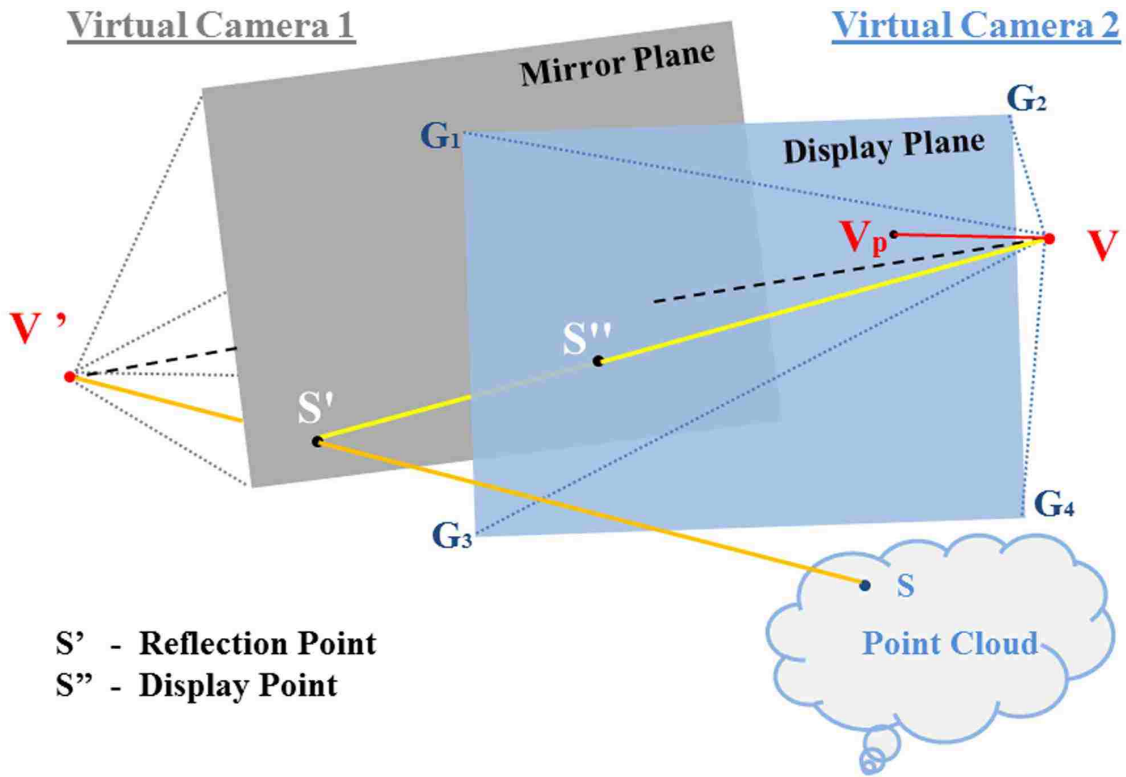 Virtual Camera 1
Virtual Camera 2
Mirror Plane
G2
G1
Display Plane
Vp
V
V '
S''
S'
G3
G4
S
Point Cloud
S' - Reflection Point
S'' - Display Point